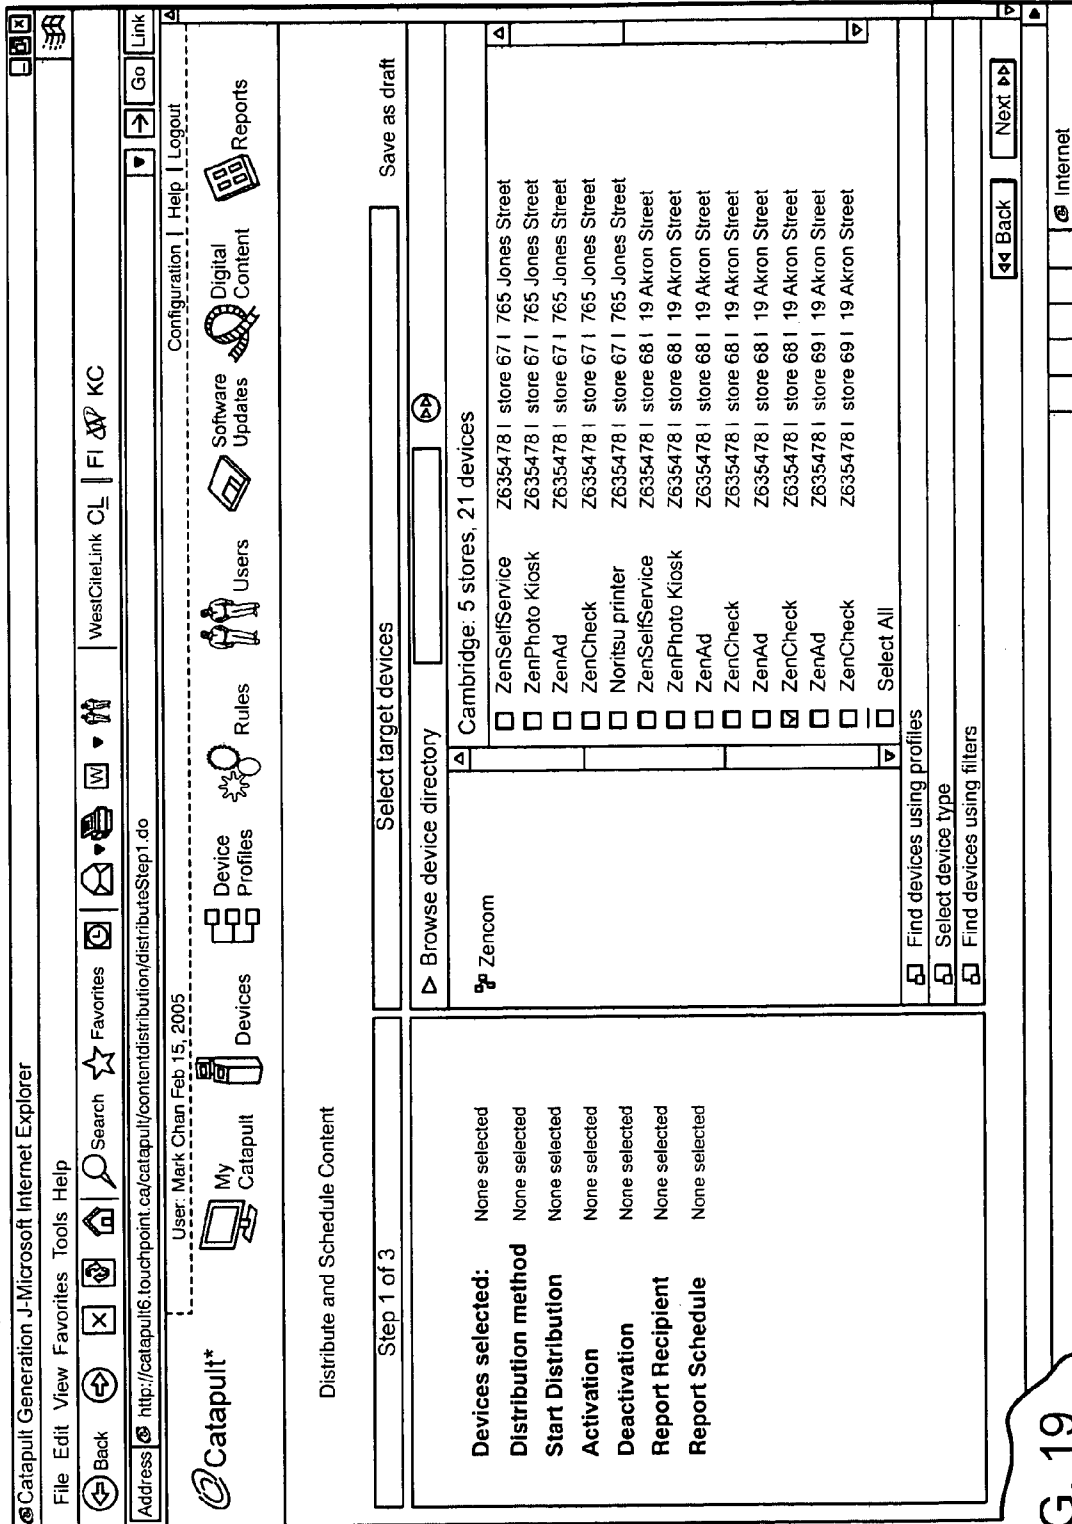 Catapult Generation J-Microsoft Internet Explorer
File Edit View Favorites Tools Help
Back Search Favorites W WestCiteLink CL FI KC
Address http://catapult6.touchpoint.ca/catapult/contentdistribution/distributeStep1.do Go Link
User: Mark Chan Feb 15, 2005 Configuration | Help | Logout
Catapult* My Catapult Devices Device Profiles Rules Users Software Updates Digital Content Reports
Distribute and Schedule Content
Step 1 of 3 Select target devices Save as draft
Browse device directory
Zencom
Cambridge: 5 stores, 21 devices
ZenSelfService Z635478 | store 67 | 765 Jones Street
ZenPhoto Kiosk Z635478 | store 67 | 765 Jones Street
ZenAd Z635478 | store 67 | 765 Jones Street
ZenCheck Z635478 | store 67 | 765 Jones Street
Noritsu printer Z635478 | store 67 | 765 Jones Street
ZenSelfService Z635478 | store 68 | 19 Akron Street
ZenPhoto Kiosk Z635478 | store 68 | 19 Akron Street
ZenAd Z635478 | store 68 | 19 Akron Street
ZenCheck Z635478 | store 68 | 19 Akron Street
ZenAd Z635478 | store 68 | 19 Akron Street
ZenCheck Z635478 | store 68 | 19 Akron Street
ZenAd Z635478 | store 69 | 19 Akron Street
ZenCheck Z635478 | store 69 | 19 Akron Street
Select All
Devices selected: None selected
Distribution method None selected
Start Distribution None selected
Activation None selected
Deactivation None selected
Report Recipient None selected
Report Schedule None selected
Find devices using profiles
Select device type
Find devices using filters
Back Next
Internet
G. 19